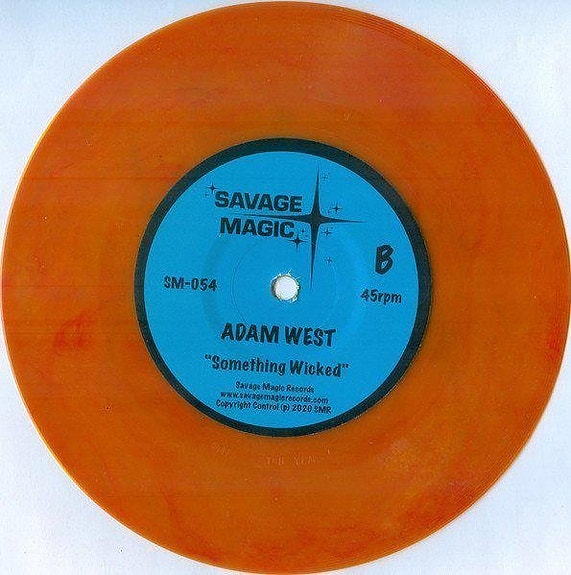 SAVAGE
MAGIC
B
SM-054
45rpm
ADAM WEST
"Something Wicked"
Savage Magic Records
www.savagemagicrecords.com
Copyright Control (p) 2020 SMR